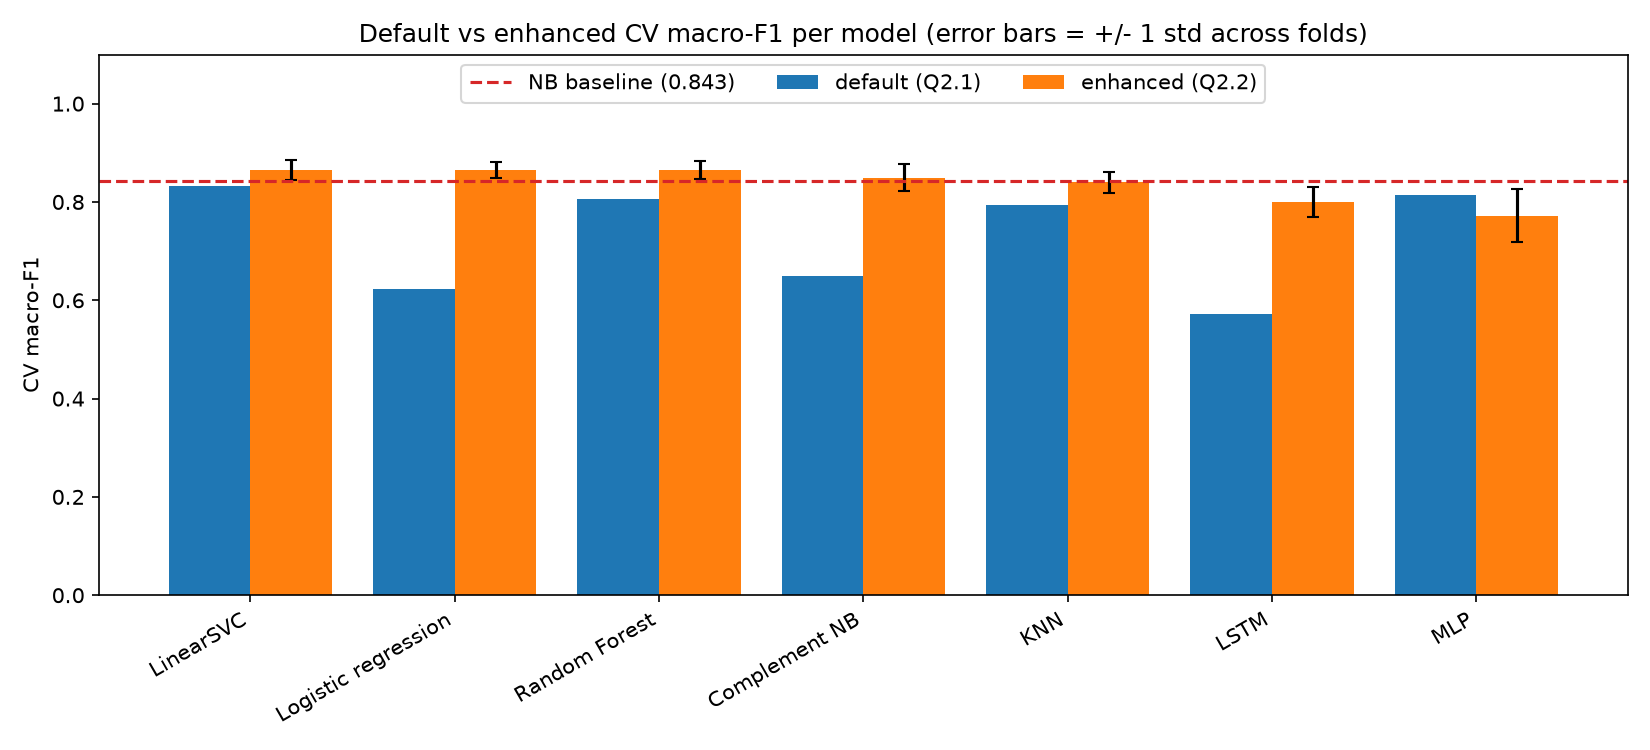 Default vs enhanced CV macro-F1 per model (error bars = +/- 1 std across folds)
NB baseline (0.843) default (Q2.1) enhanced (Q2.2)
CV macro-F1
1.0
0.8
0.6
0.4
0.2
0.0
LinearSVC
Logistic regression
Random Forest
Complement NB
KNN
LSTM
MLP